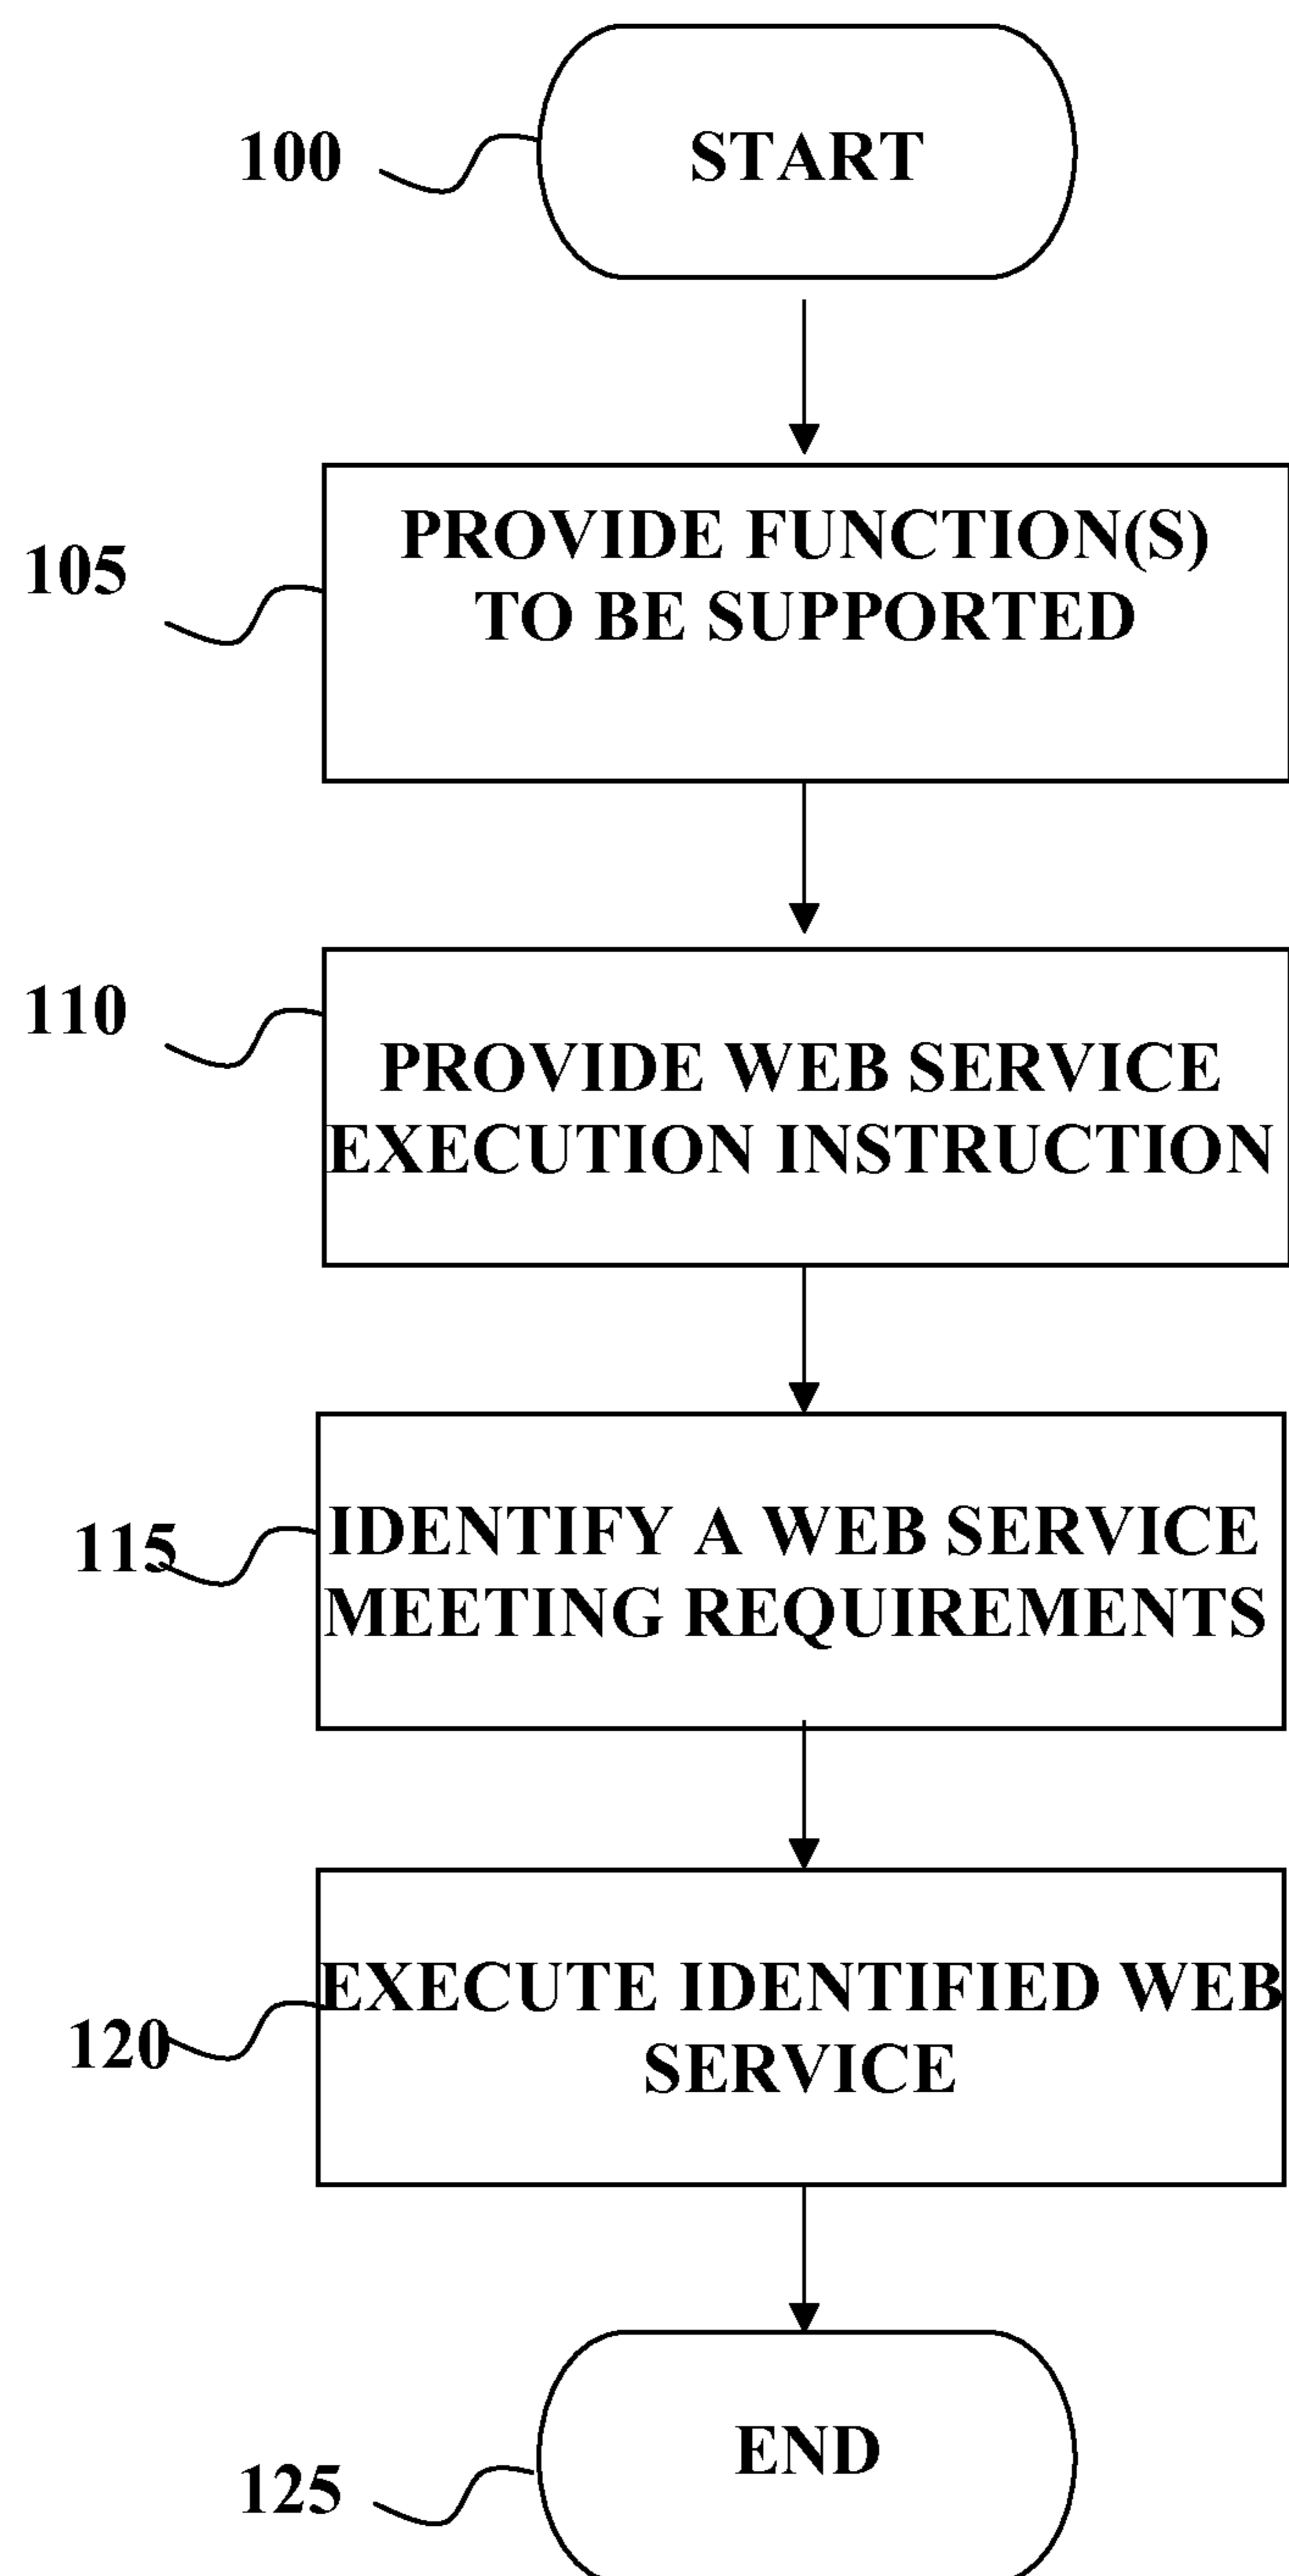 100
START
105
PROVIDE FUNCTION(S)
TO BE SUPPORTED
110
PROVIDE WEB SERVICE
EXECUTION INSTRUCTION
115
IDENTIFY A WEB SERVICE
MEETING REQUIREMENTS
120
EXECUTE IDENTIFIED WEB
SERVICE
125
END